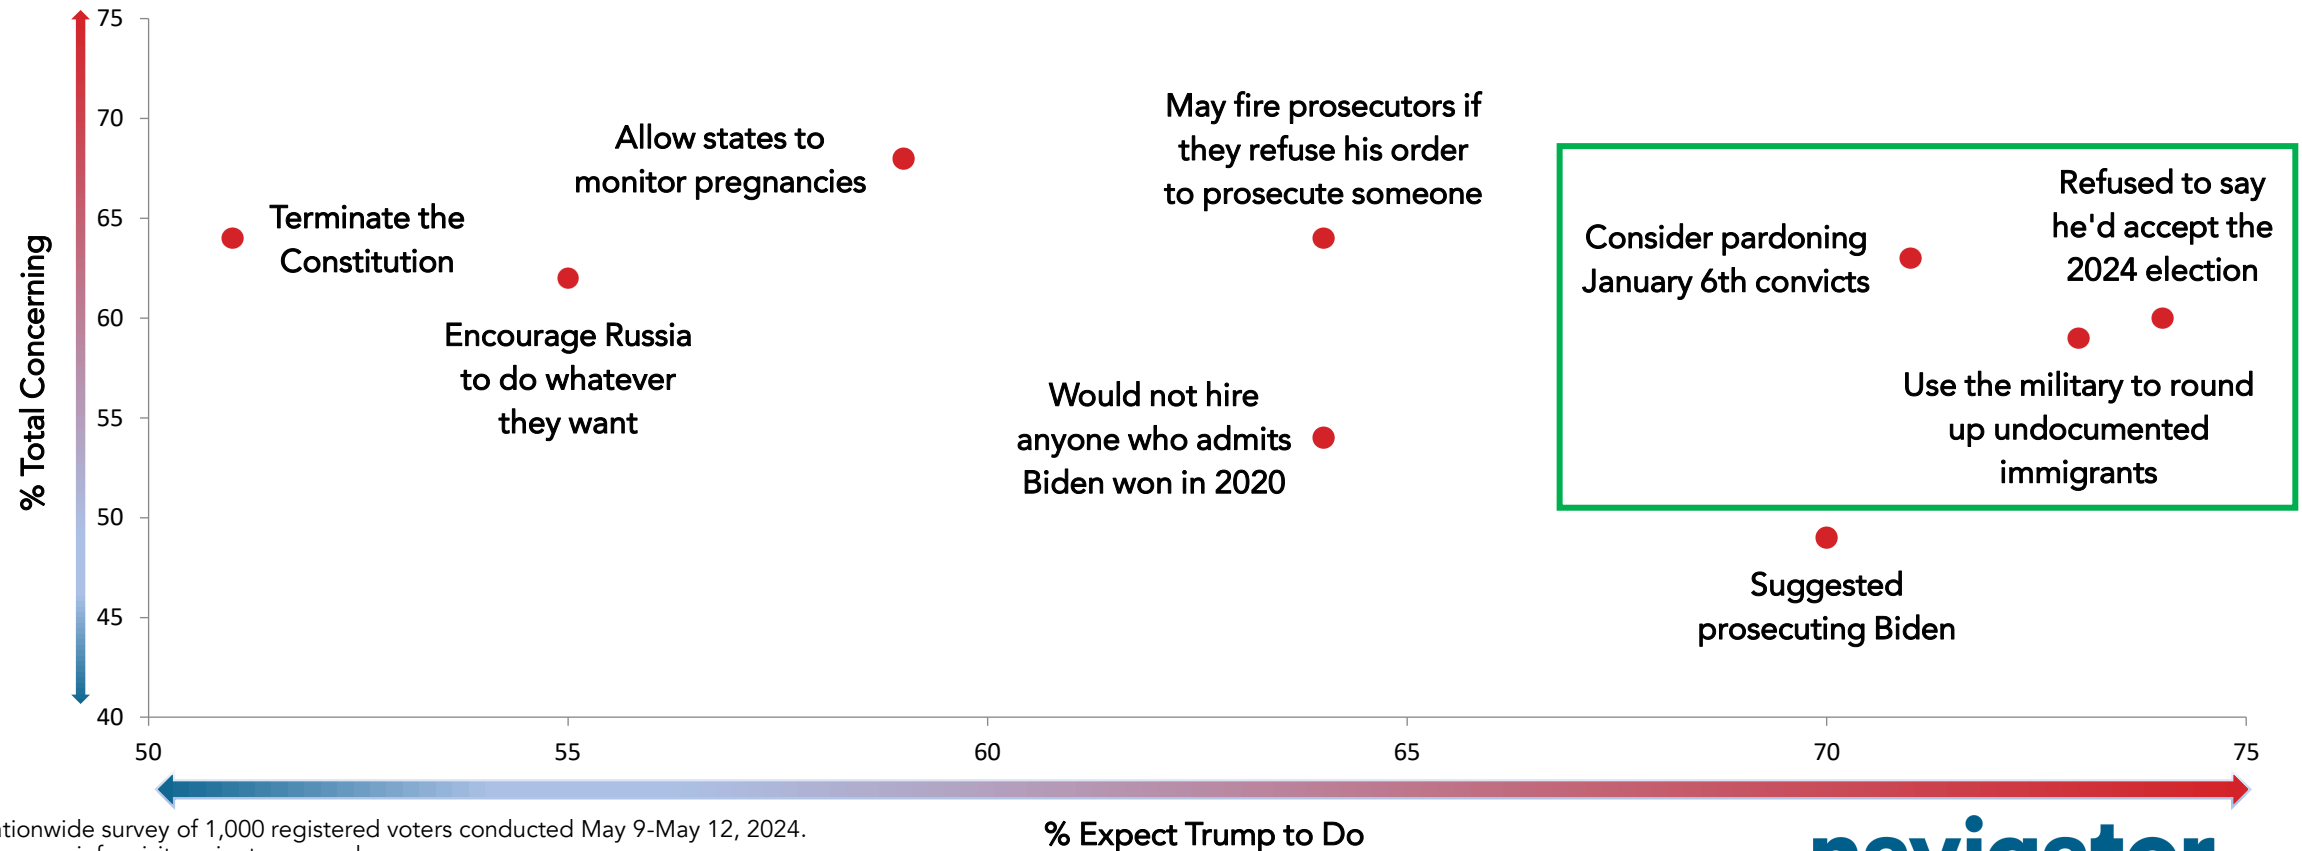 75
70
65
60
55
50
45
40
% Total Concerning
Terminate the
Constitution
Allow states to
monitor pregnancies
Encourage Russia
to do whatever
they want
May fire prosecutors if
they refuse his order
to prosecute someone
Would not hire
anyone who admits
Biden won in 2020
Consider pardoning
January 6th convicts
Refused to say
he'd accept the
2024 election
Use the military to round
up undocumented
immigrants
Suggested
prosecuting Biden
50 55 60 65 70 75
% Expect Trump to Do
survey of 1,000 registered voters conducted May 9-May 12, 2024.
navigator